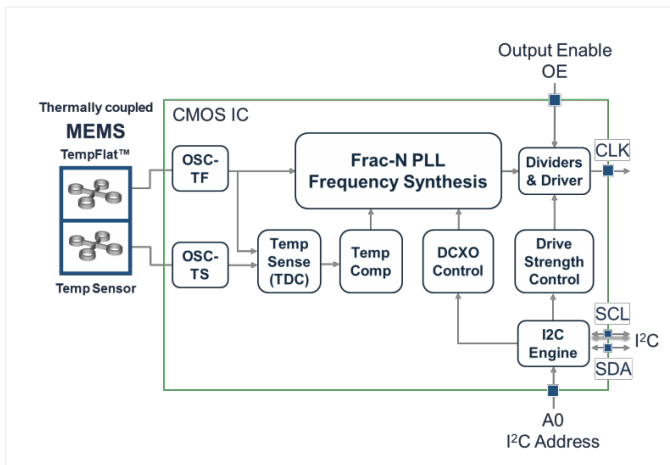 Output Enable
OE
Thermally coupled
MEMS
TempFlat™
CMOS IC
OSC-
TF
Frac-N PLL
Frequency Synthesis
Dividers
& Driver
CLK
OSC-
TS
Temp
Sense
(TDC)
Temp
Comp
DCXO
Control
Drive
Strength
Control
Temp Sensor
SCL
I2C
Engine
I²C
SDA
A0
I²C Address